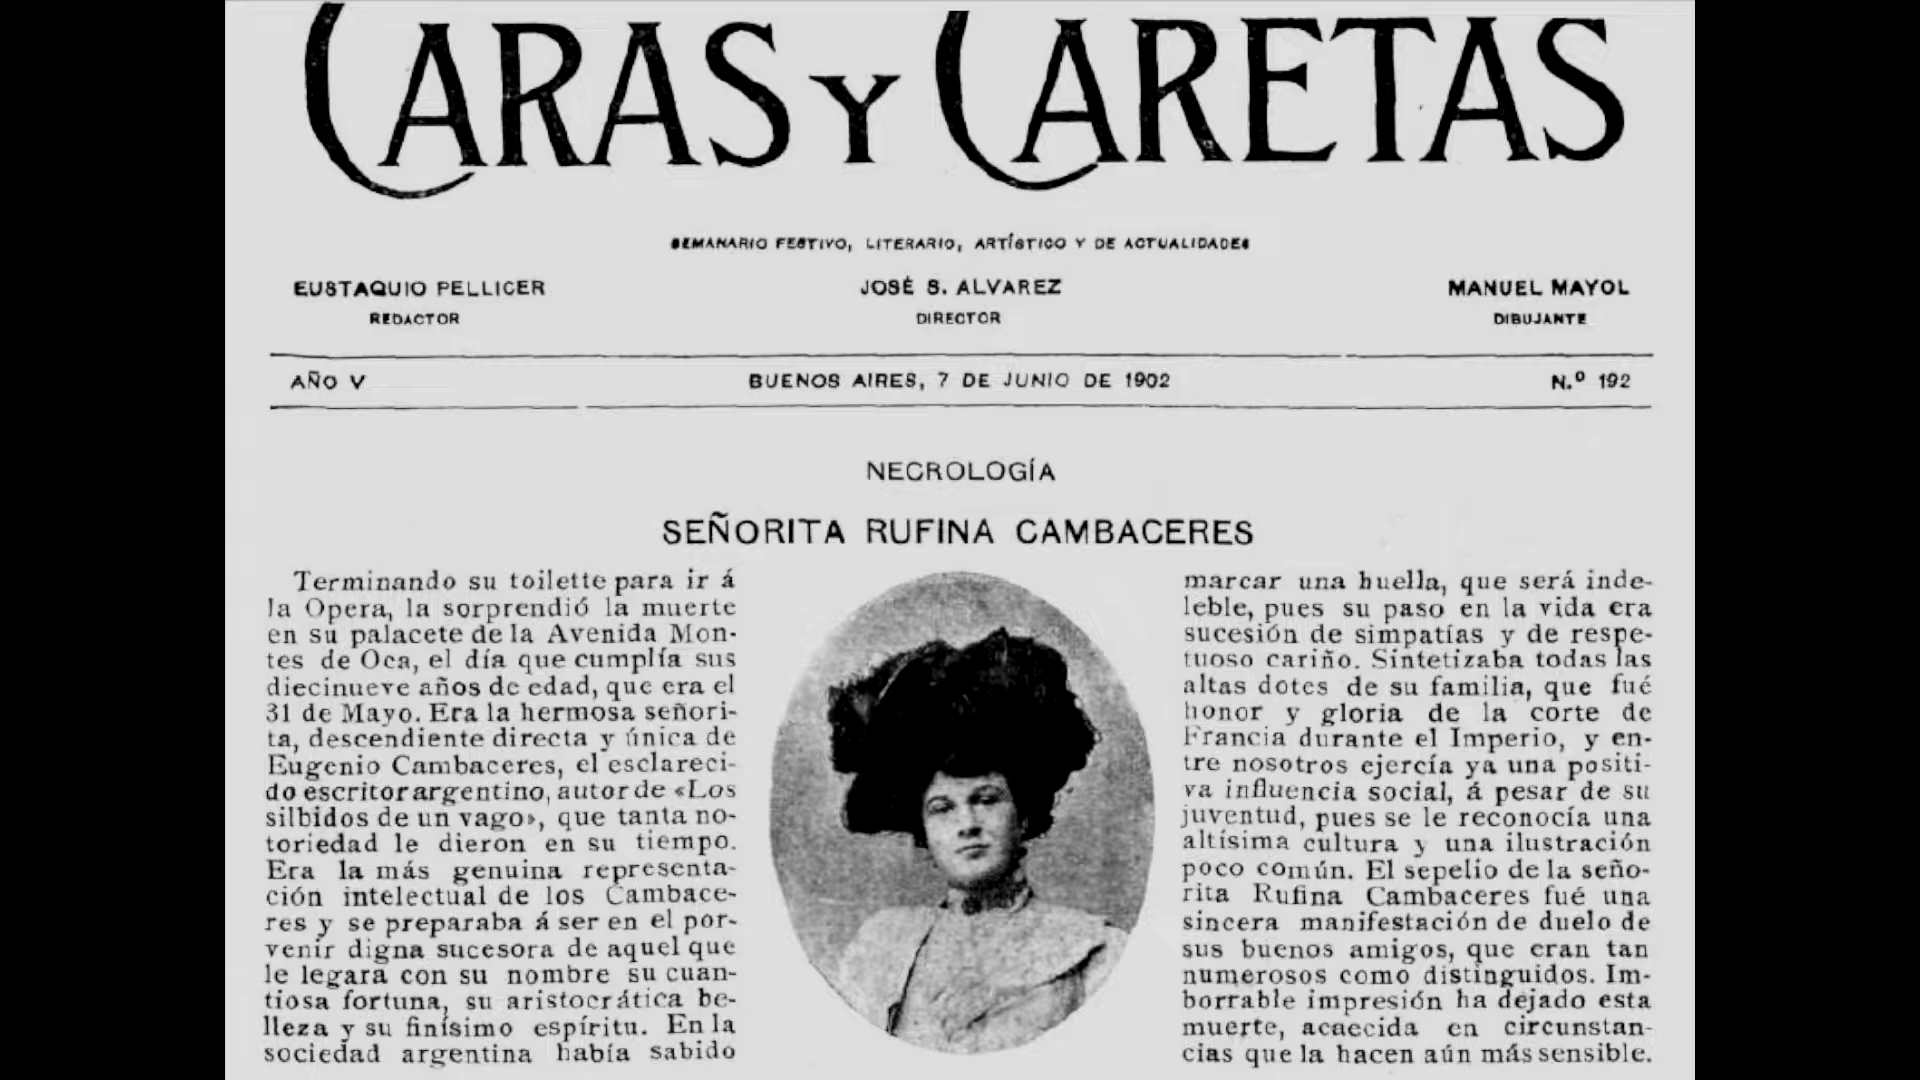 CARAS Y CARETAS
SEMANARIO FESTIVO, LITERARIO, ARTÍSTICO Y DE ACTUALIDADES
EUSTAQUIO PELLICER
REDACTOR
JOSÉ S. ALVAREZ
DIRECTOR
MANUEL MAYOL
DIBUJANTE
AÑO V
BUENOS AIRES, 7 DE JUNIO DE 1902
N.º 192
NECROLOGÍA
SEÑORITA RUFINA CAMBACERES
Terminando su toilette para ir á
la Opera, la sorprendió la muerte
en su palacete de la Avenida Mon-
tes de Oca, el día que cumplía sus
diecinueve años de edad, que era el
31 de Mayo. Era la hermosa señori-
ta, descendiente directa y única de
Eugenio Cambaceres, el esclareci-
do escritor argentino, autor de «Los
silbidos de un vago», que tanta no-
toriedad le dieron en su tiempo.
Era la más genuina representa-
ción intelectual de los Cambace-
res y se preparaba á ser en el por-
venir digna sucesora de aquel que
le legara con su nombre su cuan-
tiosa fortuna, su aristocrática be-
lleza y su finísimo espíritu. En la
sociedad argentina había sabido
marcar una huella, que será inde-
leble, pues su paso en la vida era
sucesión de simpatías y de respe-
tuoso cariño. Sintetizaba todas las
altas dotes de su familia, que fué
honor y gloria de la corte de
Francia durante el Imperio, y en-
tre nosotros ejercía ya una positi-
va influencia social, á pesar de su
juventud, pues se le reconocía una
altísima cultura y una ilustración
poco común. El sepelio de la seño-
rita Rufina Cambaceres fué una
sincera manifestación de duelo de
sus buenos amigos, que eran tan
numerosos como distinguidos. Im-
borrable impresión ha dejado esta
muerte, acaecida en circunstan-
cias que la hacen aún más sensible.